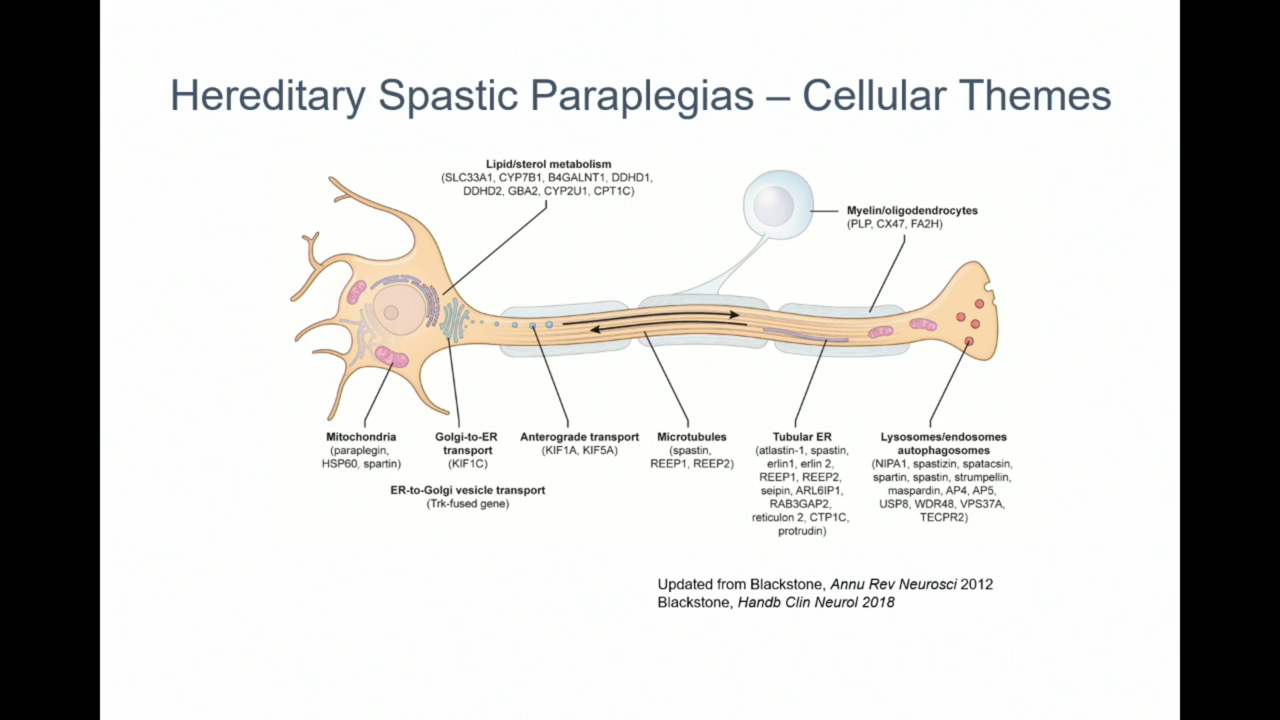 Hereditary Spastic Paraplegias – Cellular Themes
Lipid/sterol metabolism
(SLC33A1, CYP7B1, B4GALNT1, DDHD1,
DDHD2, GBA2, CYP2U1, CPT1C)
Myelin/oligodendrocytes
(PLP, CX47, FA2H)
Mitochondria
(paraplegin,
HSP60, spartin)
Golgi-to-ER
transport
(KIF1C)
ER-to-Golgi vesicle transport
(Trk-fused gene)
Anterograde transport
(KIF1A, KIF5A)
Microtubules
(spastin,
REEP1, REEP2)
Tubular ER
(atlastin-1, spastin,
erlin1, erlin 2,
REEP1, REEP2,
seipin, ARL6IP1,
RAB3GAP2,
reticulon 2, CTP1C,
protrudin)
Lysosomes/endosomes
autophagosomes
(NIPA1, spastizin, spatacsin,
spartin, spastin, strumpellin,
maspardin, AP4, AP5,
USP8, WDR48, VPS37A,
TECPR2)
Updated from Blackstone, Annu Rev Neurosci 2012
Blackstone, Handb Clin Neurol 2018